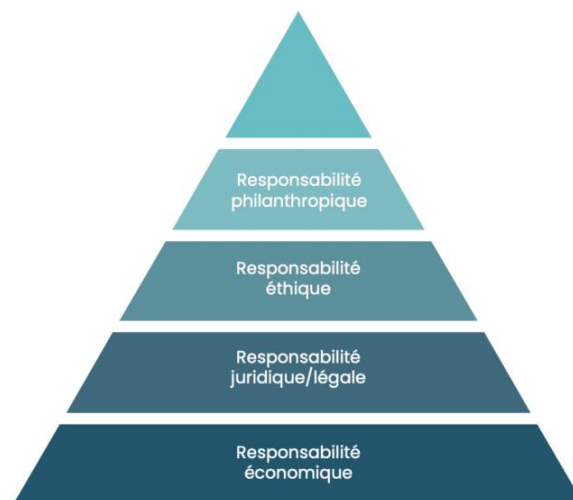 Responsabilité
philanthropique
Responsabilité
éthique
Responsabilité
juridique/légale
Responsabilité
économique